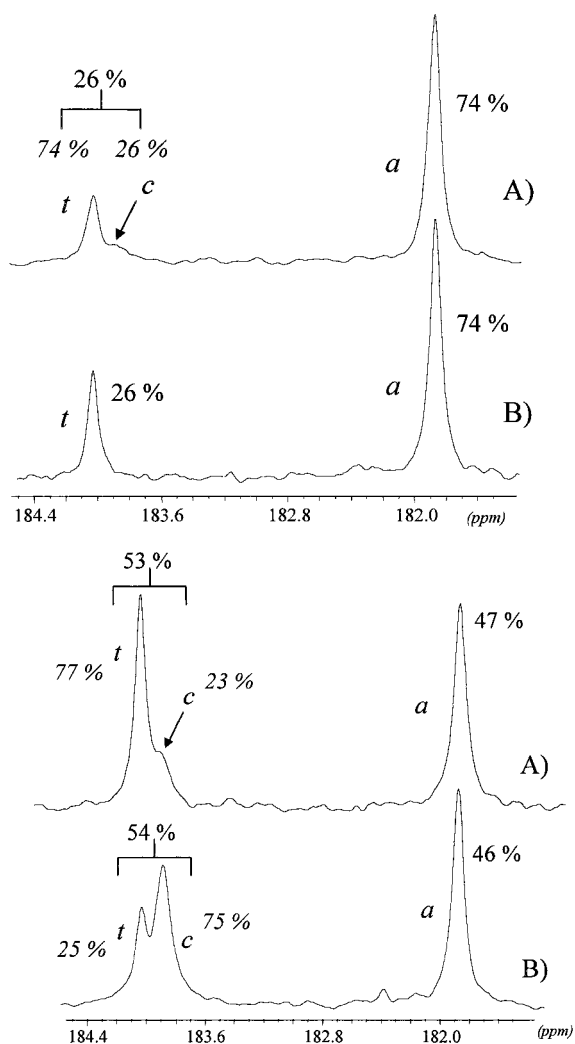 26 %
74 % 26 %
t c
a
74 %
A)
t
26 %
a
74 %
B)
184.4 183.6 182.8 182.0 (ppm)
53 %
77 % t
c 23 %
a
47 %
A)
54 %
25 % t
c 75 %
a
46 %
B)
184.4 183.6 182.8 182.0 (ppm)